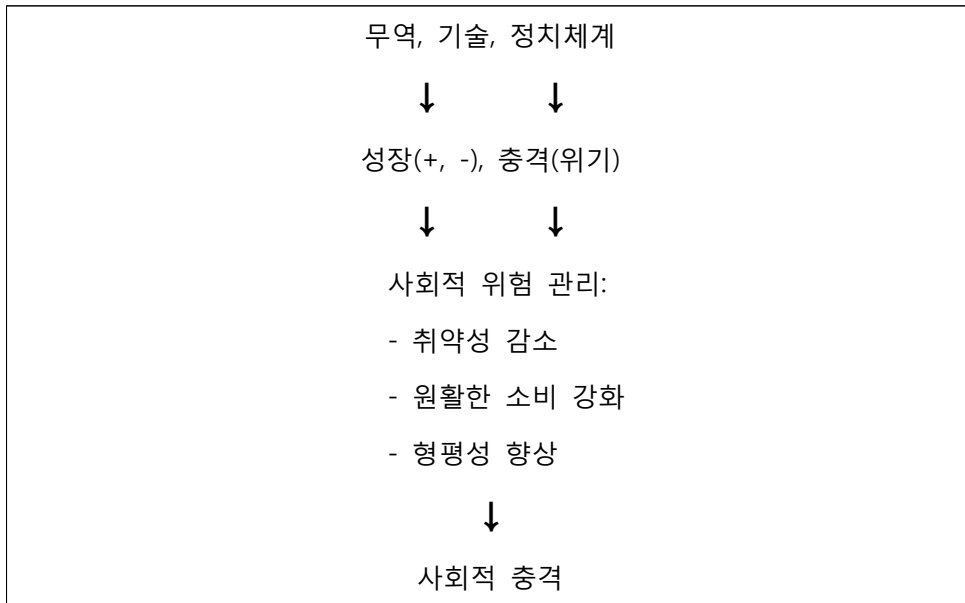 무역, 기술, 정치체계
↓ ↓
성장(+, -), 충격(위기)
↓ ↓
사회적 위험 관리:
- 취약성 감소
- 원활한 소비 강화
- 형평성 향상
↓
사회적 충격